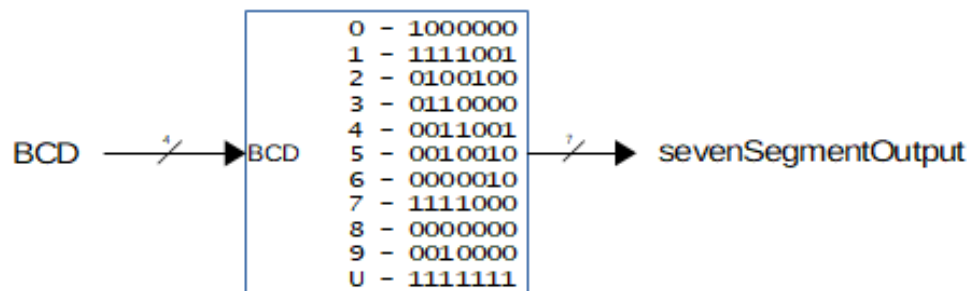 0 - 1000000
1 - 1111001
2 - 0100100
3 - 0110000
4 - 0011001
BCD 4 BCD 5 - 0010010 7 sevenSegmentOutput
6 - 0000010
7 - 1111000
8 - 0000000
9 - 0010000
U - 1111111